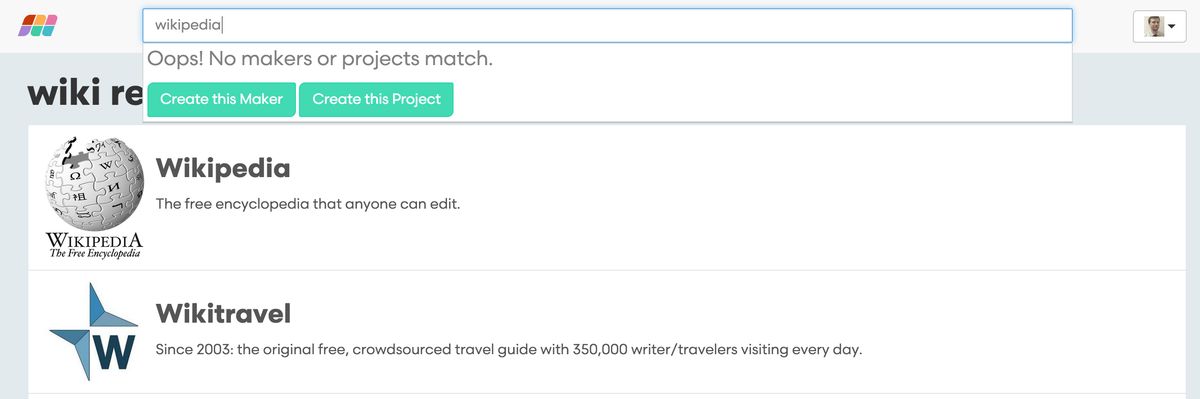 wikipedia
Oops! No makers or projects match.
Create this Maker Create this Project
wiki re
Wikipedia
The free encyclopedia that anyone can edit.
WIKIPEDIA
The Free Encyclopedia
Wikitravel
Since 2003: the original free, crowdsourced travel guide with 350,000 writer/travelers visiting every day.
W